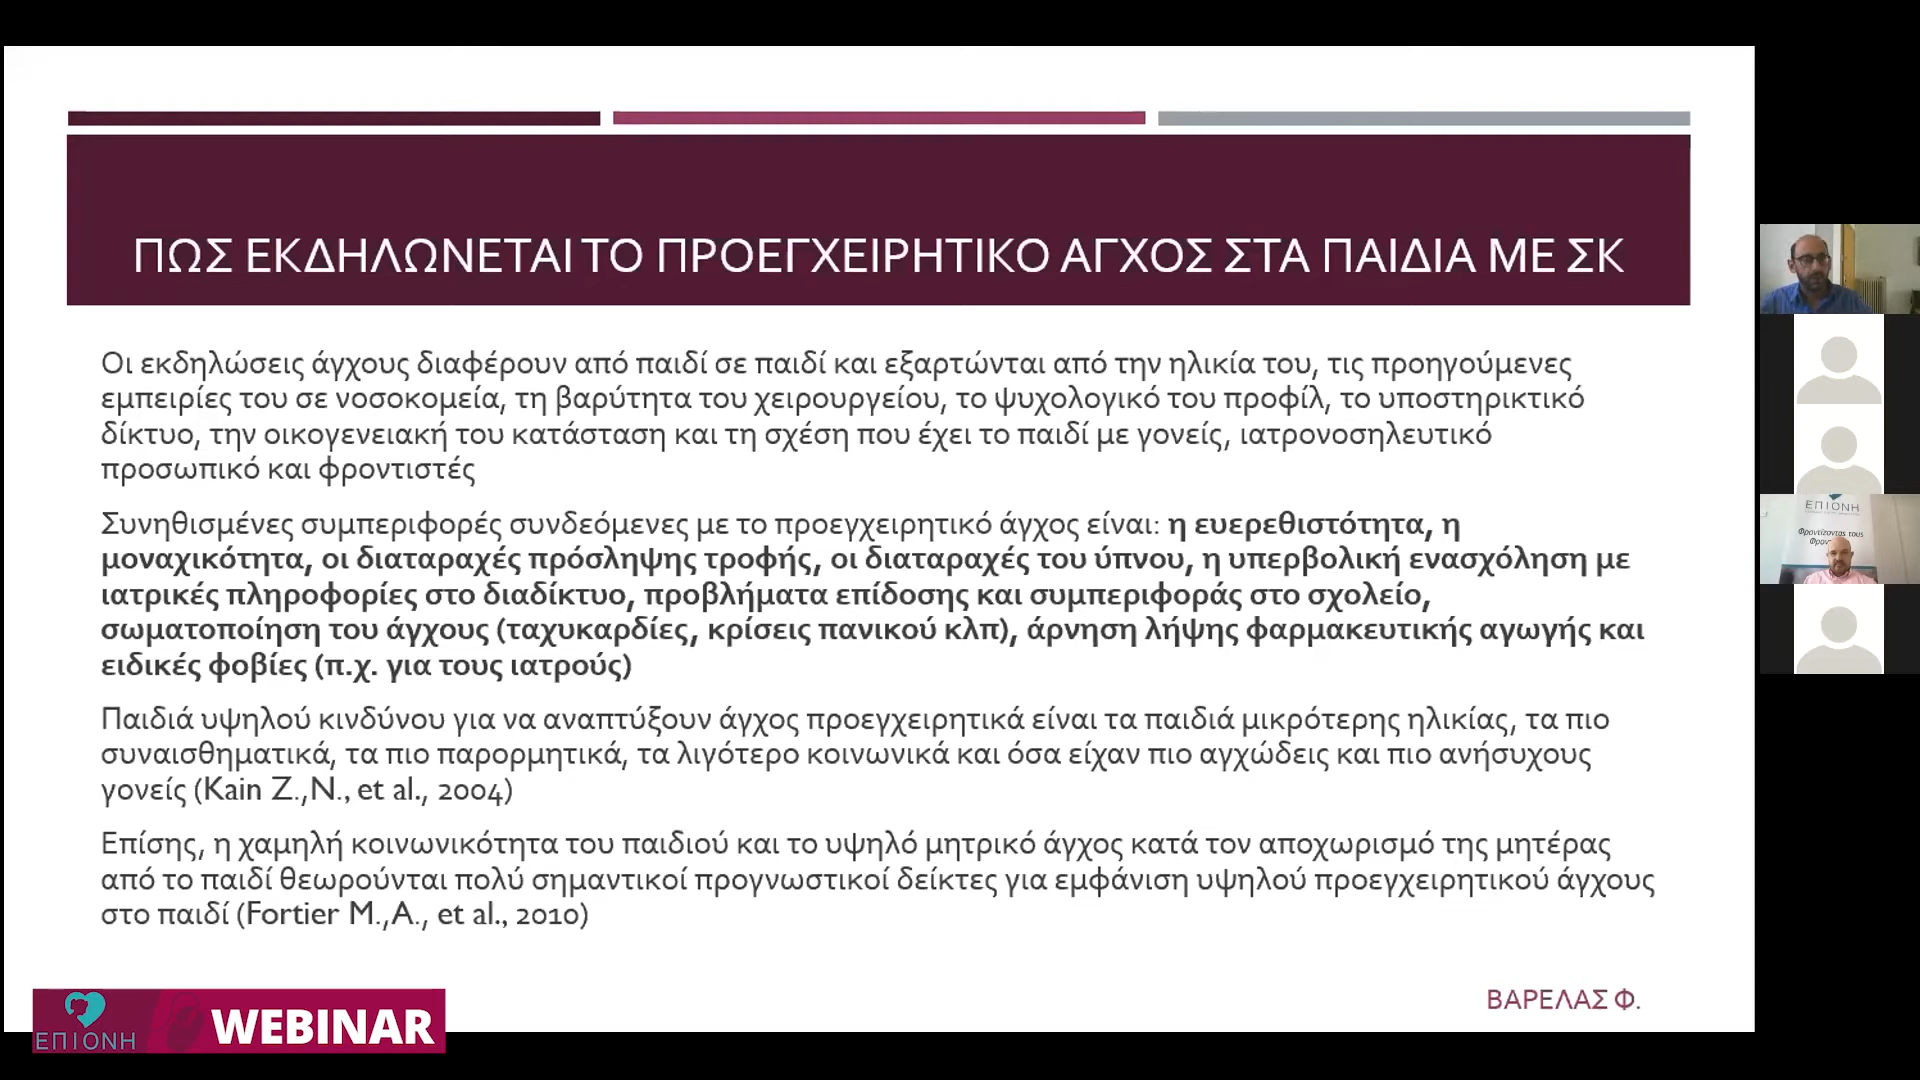 ΠΩΣ ΕΚΔΗΛΩΝΕΤΑΙ ΤΟ ΠΡΟΕΓΧΕΙΡΗΤΙΚΟ ΑΓΧΟΣ ΣΤΑ ΠΑΙΔΙΑ ΜΕ ΣΚ
Οι εκδηλώσεις άγχους διαφέρουν από παιδί σε παιδί και εξαρτώνται από την ηλικία του, τις προηγούμενες
εμπειρίες του σε νοσοκομεία, τη βαρύτητα του χειρουργείου, το ψυχολογικό του προφίλ, το υποστηρικτικό
δίκτυο, την οικογενειακή του κατάσταση και τη σχέση που έχει το παιδί με γονείς, ιατρονοσηλευτικό
προσωπικό και φροντιστές
Συνηθισμένες συμπεριφορές συνδεόμενες με το προεγχειρητικό άγχος είναι: η ευερεθιστότητα, η
μοναχικότητα, οι διαταραχές πρόσληψης τροφής, οι διαταραχές του ύπνου, η υπερβολική ενασχόληση με
ιατρικές πληροφορίες στο διαδίκτυο, προβλήματα επίδοσης και συμπεριφοράς στο σχολείο,
σωματοποίηση του άγχους (ταχυκαρδίες, κρίσεις πανικού κλπ), άρνηση λήψης φαρμακευτικής αγωγής και
ειδικές φοβίες (π.χ. για τους ιατρούς)
Παιδιά υψηλού κινδύνου για να αναπτύξουν άγχος προεγχειρητικά είναι τα παιδιά μικρότερης ηλικίας, τα πιο
συναισθηματικά, τα πιο παρορμητικά, τα λιγότερο κοινωνικά και όσα είχαν πιο αγχώδεις και πιο ανήσυχους
γονείς (Kain Z.,N., et al., 2004)
Επίσης, η χαμηλή κοινωνικότητα του παιδιού και το υψηλό μητρικό άγχος κατά τον αποχωρισμό της μητέρας
από το παιδί θεωρούνται πολύ σημαντικοί προγνωστικοί δείκτες για εμφάνιση υψηλού προεγχειρητικού άγχους
στο παιδί (Fortier M.,A., et al., 2010)
ΒΑΡΕΛΑΣ Φ.
ΕΠΙΟΝΗ
WEBINAR
ΕΠΙΟΝΗ
Φροντίζοντας τους